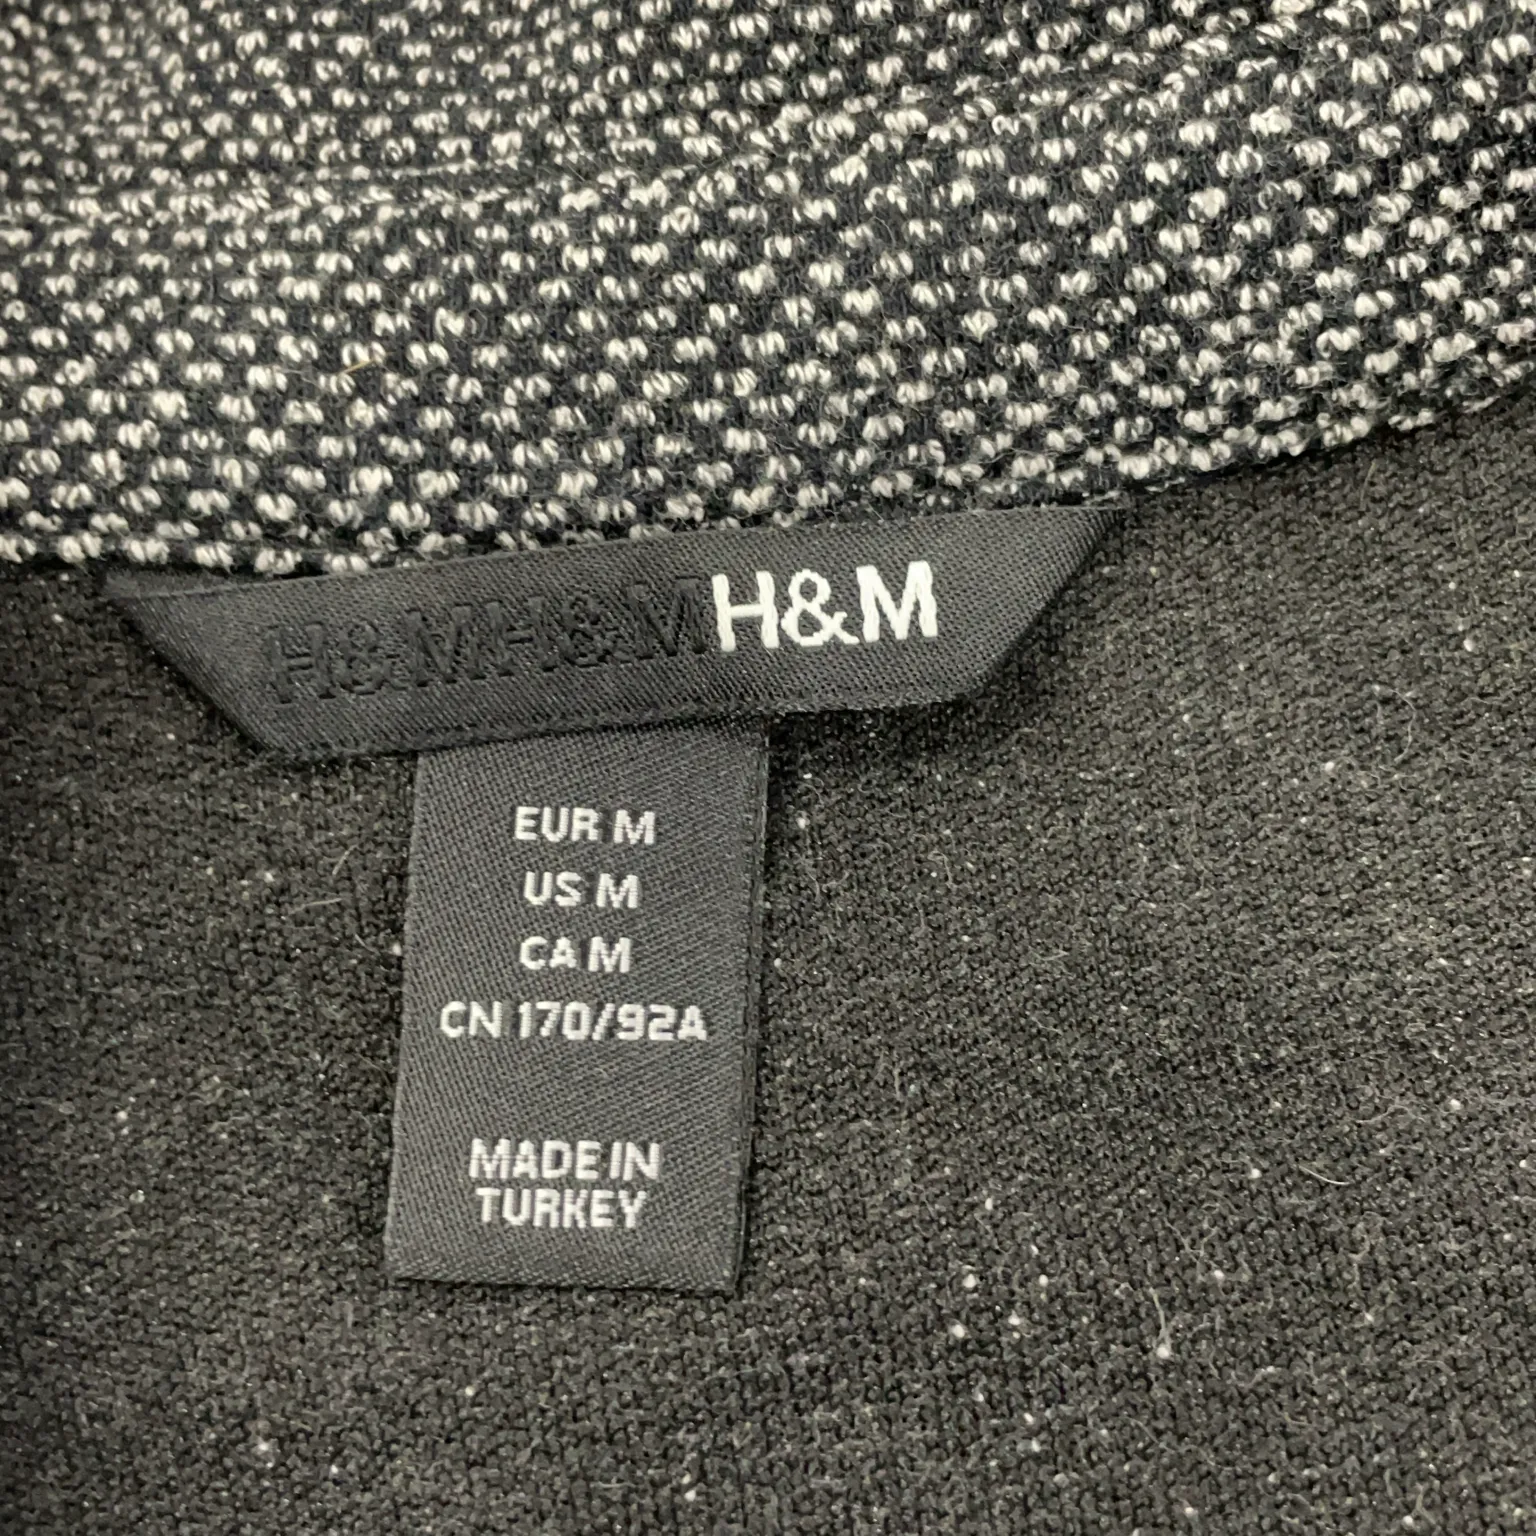 H&MH&MH&M
EUR M
US M
CA M
CN 170/92A
MADE IN
TURKEY